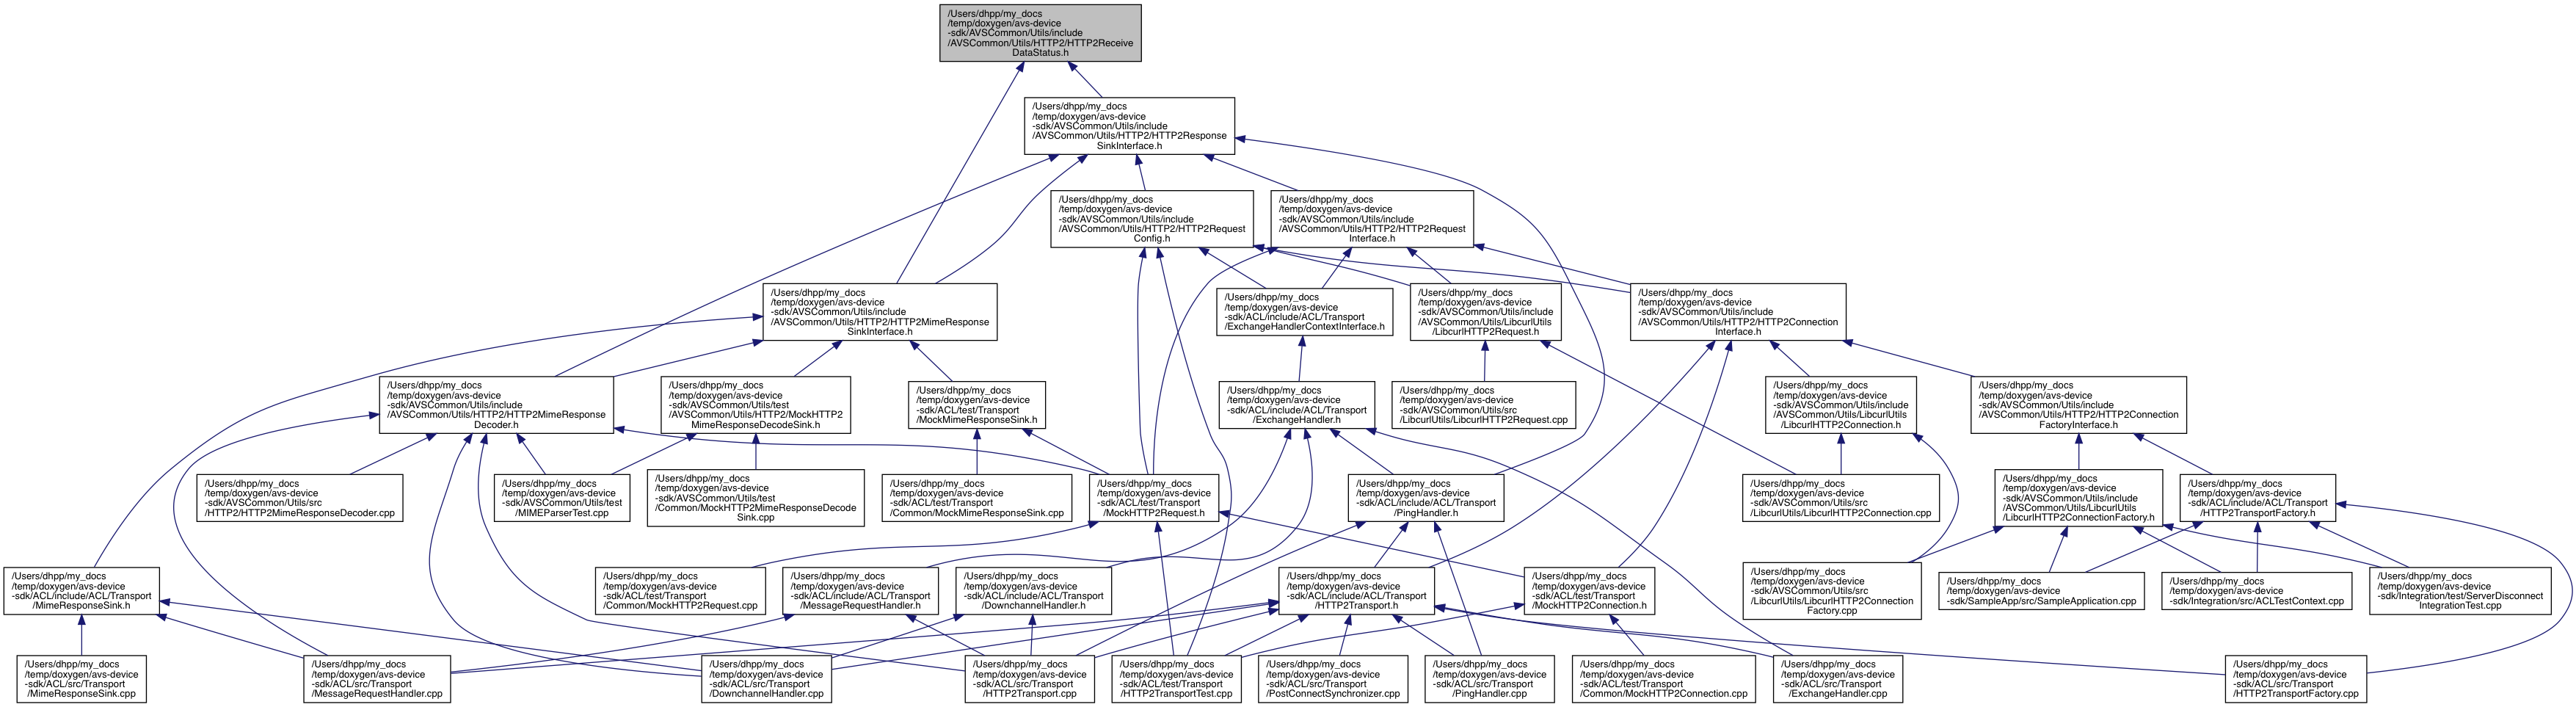 /Users/dhpp/my_docs
/temp/doxygen/avs-device
-sdk/AVSCommon/Utils/include
/AVSCommon/Utils/HTTP2/HTTP2Receive
DataStatus.h
/Users/dhpp/my_docs
/temp/doxygen/avs-device
-sdk/AVSCommon/Utils/include
/AVSCommon/Utils/HTTP2/HTTP2Response
SinkInterface.h
/Users/dhpp/my_docs
/temp/doxygen/avs-device
-sdk/AVSCommon/Utils/include
/AVSCommon/Utils/HTTP2/HTTP2Request
Config.h
/Users/dhpp/my_docs
/temp/doxygen/avs-device
-sdk/AVSCommon/Utils/include
/AVSCommon/Utils/HTTP2/HTTP2Request
Interface.h
/Users/dhpp/my_docs
/temp/doxygen/avs-device
-sdk/AVSCommon/Utils/include
/AVSCommon/Utils/HTTP2/HTTP2MimeResponse
SinkInterface.h
/Users/dhpp/my_docs
/temp/doxygen/avs-device
-sdk/ACL/include/ACL/Transport
/ExchangeHandlerContextInterface.h
/Users/dhpp/my_docs
/temp/doxygen/avs-device
-sdk/AVSCommon/Utils/include
/AVSCommon/Utils/LibcurlUtils
/LibcurlHTTP2Request.h
/Users/dhpp/my_docs
/temp/doxygen/avs-device
-sdk/AVSCommon/Utils/include
/AVSCommon/Utils/HTTP2/HTTP2Connection
Interface.h
/Users/dhpp/my_docs
/temp/doxygen/avs-device
-sdk/AVSCommon/Utils/include
/AVSCommon/Utils/HTTP2/HTTP2MimeResponse
Decoder.h
/Users/dhpp/my_docs
/temp/doxygen/avs-device
-sdk/AVSCommon/Utils/test
/AVSCommon/Utils/HTTP2/MockHTTP2
MimeResponseDecodeSink.h
/Users/dhpp/my_docs
/temp/doxygen/avs-device
-sdk/ACL/test/Transport
/MockMimeResponseSink.h
/Users/dhpp/my_docs
/temp/doxygen/avs-device
-sdk/ACL/include/ACL/Transport
/ExchangeHandler.h
/Users/dhpp/my_docs
/temp/doxygen/avs-device
-sdk/AVSCommon/Utils/src
/LibcurlUtils/LibcurlHTTP2Request.cpp
/Users/dhpp/my_docs
/temp/doxygen/avs-device
-sdk/AVSCommon/Utils/include
/AVSCommon/Utils/LibcurlUtils
/LibcurlHTTP2Connection.h
/Users/dhpp/my_docs
/temp/doxygen/avs-device
-sdk/AVSCommon/Utils/include
/AVSCommon/Utils/HTTP2/HTTP2Connection
FactoryInterface.h
/Users/dhpp/my_docs
/temp/doxygen/avs-device
-sdk/AVSCommon/Utils/src
/HTTP2/HTTP2MimeResponseDecoder.cpp
/Users/dhpp/my_docs
/temp/doxygen/avs-device
-sdk/AVSCommon/Utils/test
/MIMEParserTest.cpp
/Users/dhpp/my_docs
/temp/doxygen/avs-device
-sdk/AVSCommon/Utils/test
/Common/MockHTTP2MimeResponseDecode
Sink.cpp
/Users/dhpp/my_docs
/temp/doxygen/avs-device
-sdk/ACL/test/Transport
/Common/MockMimeResponseSink.cpp
/Users/dhpp/my_docs
/temp/doxygen/avs-device
-sdk/ACL/test/Transport
/MockHTTP2Request.h
/Users/dhpp/my_docs
/temp/doxygen/avs-device
-sdk/ACL/include/ACL/Transport
/PingHandler.h
/Users/dhpp/my_docs
/temp/doxygen/avs-device
-sdk/AVSCommon/Utils/src
/LibcurlUtils/LibcurlHTTP2Connection.cpp
/Users/dhpp/my_docs
/temp/doxygen/avs-device
-sdk/AVSCommon/Utils/include
/AVSCommon/Utils/LibcurlUtils
/LibcurlHTTP2ConnectionFactory.h
/Users/dhpp/my_docs
/temp/doxygen/avs-device
-sdk/ACL/include/ACL/Transport
/HTTP2TransportFactory.h
/Users/dhpp/my_docs
/temp/doxygen/avs-device
-sdk/ACL/include/ACL/Transport
/MimeResponseSink.h
/Users/dhpp/my_docs
/temp/doxygen/avs-device
-sdk/ACL/test/Transport
/Common/MockHTTP2Request.cpp
/Users/dhpp/my_docs
/temp/doxygen/avs-device
-sdk/ACL/include/ACL/Transport
/MessageRequestHandler.h
/Users/dhpp/my_docs
/temp/doxygen/avs-device
-sdk/ACL/include/ACL/Transport
/DownchannelHandler.h
/Users/dhpp/my_docs
/temp/doxygen/avs-device
-sdk/ACL/include/ACL/Transport
/HTTP2Transport.h
/Users/dhpp/my_docs
/temp/doxygen/avs-device
-sdk/ACL/test/Transport
/MockHTTP2Connection.h
/Users/dhpp/my_docs
/temp/doxygen/avs-device
-sdk/AVSCommon/Utils/src
/LibcurlUtils/LibcurlHTTP2Connection
Factory.cpp
/Users/dhpp/my_docs
/temp/doxygen/avs-device
-sdk/SampleApp/src/SampleApplication.cpp
/Users/dhpp/my_docs
/temp/doxygen/avs-device
-sdk/Integration/src/ACLTestContext.cpp
/Users/dhpp/my_docs
/temp/doxygen/avs-device
-sdk/Integration/test/ServerDisconnect
IntegrationTest.cpp
/Users/dhpp/my_docs
/temp/doxygen/avs-device
-sdk/ACL/src/Transport
/MimeResponseSink.cpp
/Users/dhpp/my_docs
/temp/doxygen/avs-device
-sdk/ACL/src/Transport
/MessageRequestHandler.cpp
/Users/dhpp/my_docs
/temp/doxygen/avs-device
-sdk/ACL/src/Transport
/DownchannelHandler.cpp
/Users/dhpp/my_docs
/temp/doxygen/avs-device
-sdk/ACL/src/Transport
/HTTP2Transport.cpp
/Users/dhpp/my_docs
/temp/doxygen/avs-device
-sdk/ACL/test/Transport
/HTTP2TransportTest.cpp
/Users/dhpp/my_docs
/temp/doxygen/avs-device
-sdk/ACL/src/Transport
/PostConnectSynchronizer.cpp
/Users/dhpp/my_docs
/temp/doxygen/avs-device
-sdk/ACL/src/Transport
/PingHandler.cpp
/Users/dhpp/my_docs
/temp/doxygen/avs-device
-sdk/ACL/test/Transport
/Common/MockHTTP2Connection.cpp
/Users/dhpp/my_docs
/temp/doxygen/avs-device
-sdk/ACL/src/Transport
/ExchangeHandler.cpp
/Users/dhpp/my_docs
/temp/doxygen/avs-device
-sdk/ACL/src/Transport
/HTTP2TransportFactory.cpp